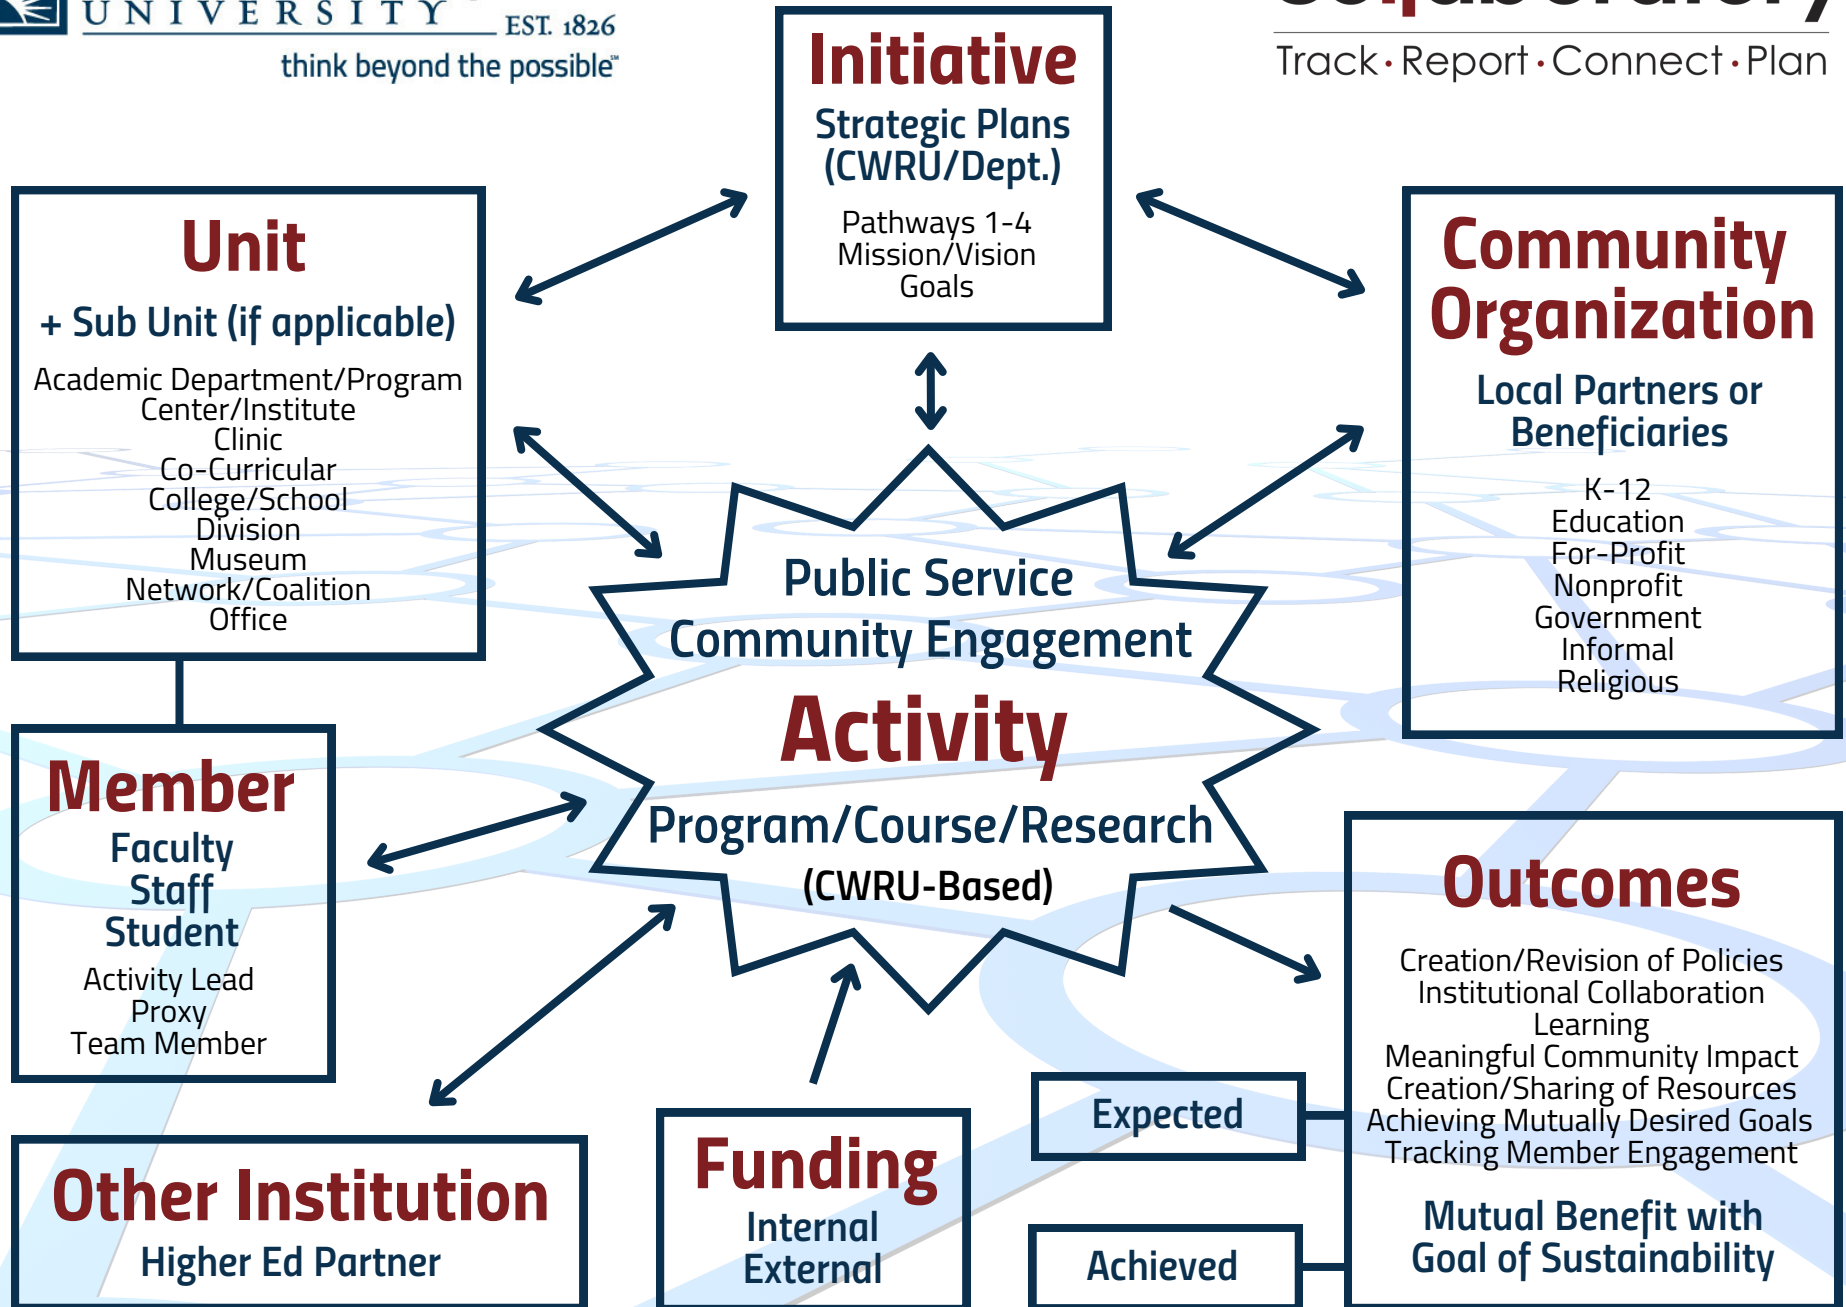 UNIVERSITY
EST. 1826
think beyond the possible℠
Track·Report·Connect·Plan
Initiative
Strategic Plans
(CWRU/Dept.)
Pathways 1-4
Mission/Vision
Goals
Unit
+ Sub Unit (if applicable)
Academic Department/Program
Center/Institute
Clinic
Co-Curricular
College/School
Division
Museum
Network/Coalition
Office
Community
Organization
Local Partners or
Beneficiaries
K-12
Education
For-Profit
Nonprofit
Government
Informal
Religious
Public Service
Community Engagement
Activity
Program/Course/Research
(CWRU-Based)
Member
Faculty
Staff
Student
Activity Lead
Proxy
Team Member
Outcomes
Creation/Revision of Policies
Institutional Collaboration
Learning
Meaningful Community Impact
Creation/Sharing of Resources
Achieving Mutually Desired Goals
Tracking Member Engagement
Mutual Benefit with
Goal of Sustainability
Expected
Achieved
Other Institution
Higher Ed Partner
Funding
Internal
External